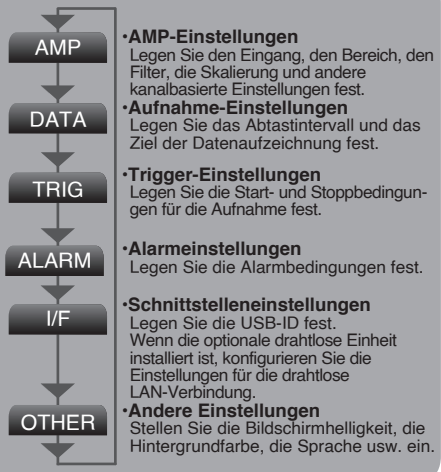 AMP
•AMP-Einstellungen
Legen Sie den Eingang, den Bereich, den
Filter, die Skalierung und andere
kanalbasierte Einstellungen fest.
DATA
•Aufnahme-Einstellungen
Legen Sie das Abtastintervall und das
Ziel der Datenaufzeichnung fest.
TRIG
•Trigger-Einstellungen
Legen Sie die Start- und Stoppbedingun-
gen für die Aufnahme fest.
ALARM
•Alarmeinstellungen
Legen Sie die Alarmbedingungen fest.
I/F
•Schnittstelleneinstellungen
Legen Sie die USB-ID fest.
Wenn die optionale drahtlose Einheit
installiert ist, konfigurieren Sie die
Einstellungen für die drahtlose
LAN-Verbindung.
OTHER
•Andere Einstellungen
Stellen Sie die Bildschirmhelligkeit, die
Hintergrundfarbe, die Sprache usw. ein.